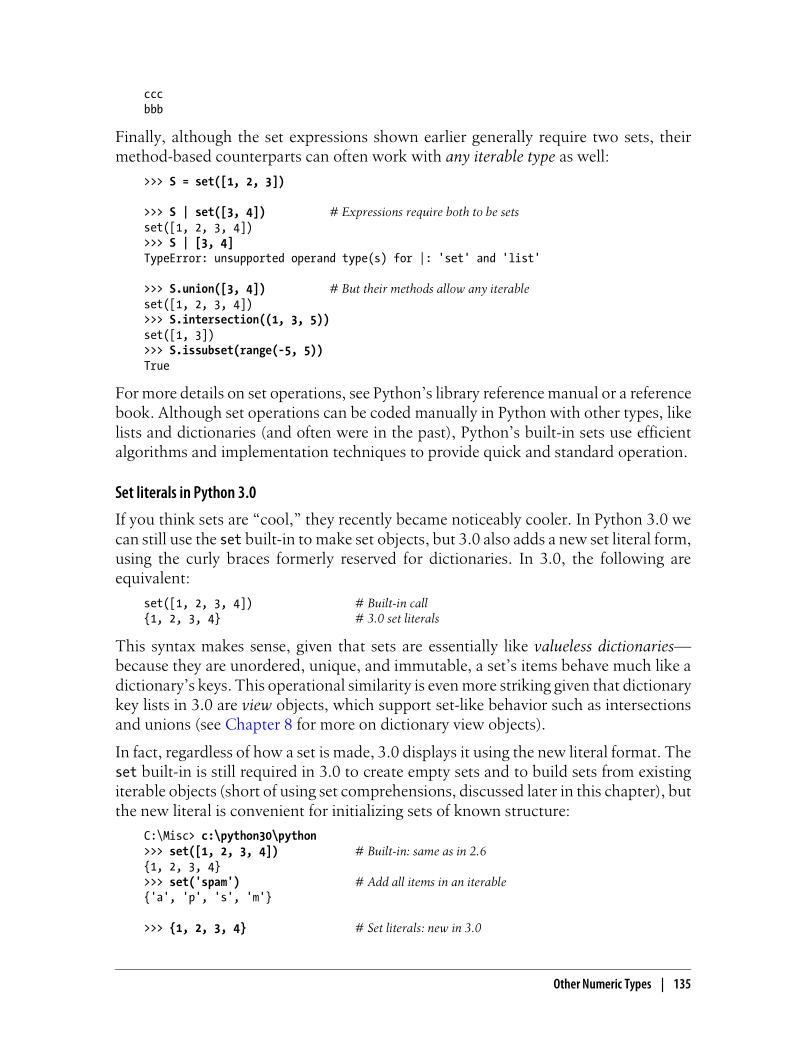 ccc
bbb
Finally, although the set expressions shown earlier generally require two sets, their
method-based counterparts can often work with any iterable type as well:
>>> S = set([1, 2, 3])
>>> S | set([3, 4]) # Expressions require both to be sets
set([1, 2, 3, 4])
>>> S | [3, 4]
TypeError: unsupported operand type(s) for |: 'set' and 'list'
>>> S.union([3, 4]) # But their methods allow any iterable
set([1, 2, 3, 4])
>>> S.intersection((1, 3, 5))
set([1, 3])
>>> S.issubset(range(-5, 5))
True
For more details on set operations, see Python’s library reference manual or a reference
book. Although set operations can be coded manually in Python with other types, like
lists and dictionaries (and often were in the past), Python’s built-in sets use efficient
algorithms and implementation techniques to provide quick and standard operation.
Set literals in Python 3.0
If you think sets are “cool,” they recently became noticeably cooler. In Python 3.0 we
can still use the set built-in to make set objects, but 3.0 also adds a new set literal form,
using the curly braces formerly reserved for dictionaries. In 3.0, the following are
equivalent:
set([1, 2, 3, 4]) # Built-in call
{1, 2, 3, 4} # 3.0 set literals
This syntax makes sense, given that sets are essentially like valueless dictionaries—
because they are unordered, unique, and immutable, a set’s items behave much like a
dictionary’s keys. This operational similarity is even more striking given that dictionary
key lists in 3.0 are view objects, which support set-like behavior such as intersections
and unions (see Chapter 8 for more on dictionary view objects).
In fact, regardless of how a set is made, 3.0 displays it using the new literal format. The
set built-in is still required in 3.0 to create empty sets and to build sets from existing
iterable objects (short of using set comprehensions, discussed later in this chapter), but
the new literal is convenient for initializing sets of known structure:
C:\Misc> c:\python30\python
>>> set([1, 2, 3, 4]) # Built-in: same as in 2.6
{1, 2, 3, 4}
>>> set('spam') # Add all items in an iterable
{'a', 'p', 's', 'm'}
>>> {1, 2, 3, 4} # Set literals: new in 3.0
Other Numeric Types | 135